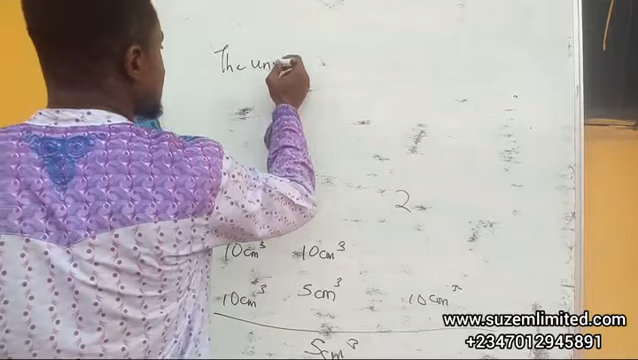 The un
2
10cm³ 10cm³
10cm³ 5cm³ 10cm³
5cm³
www.suzemlimited.com
+2347012945891